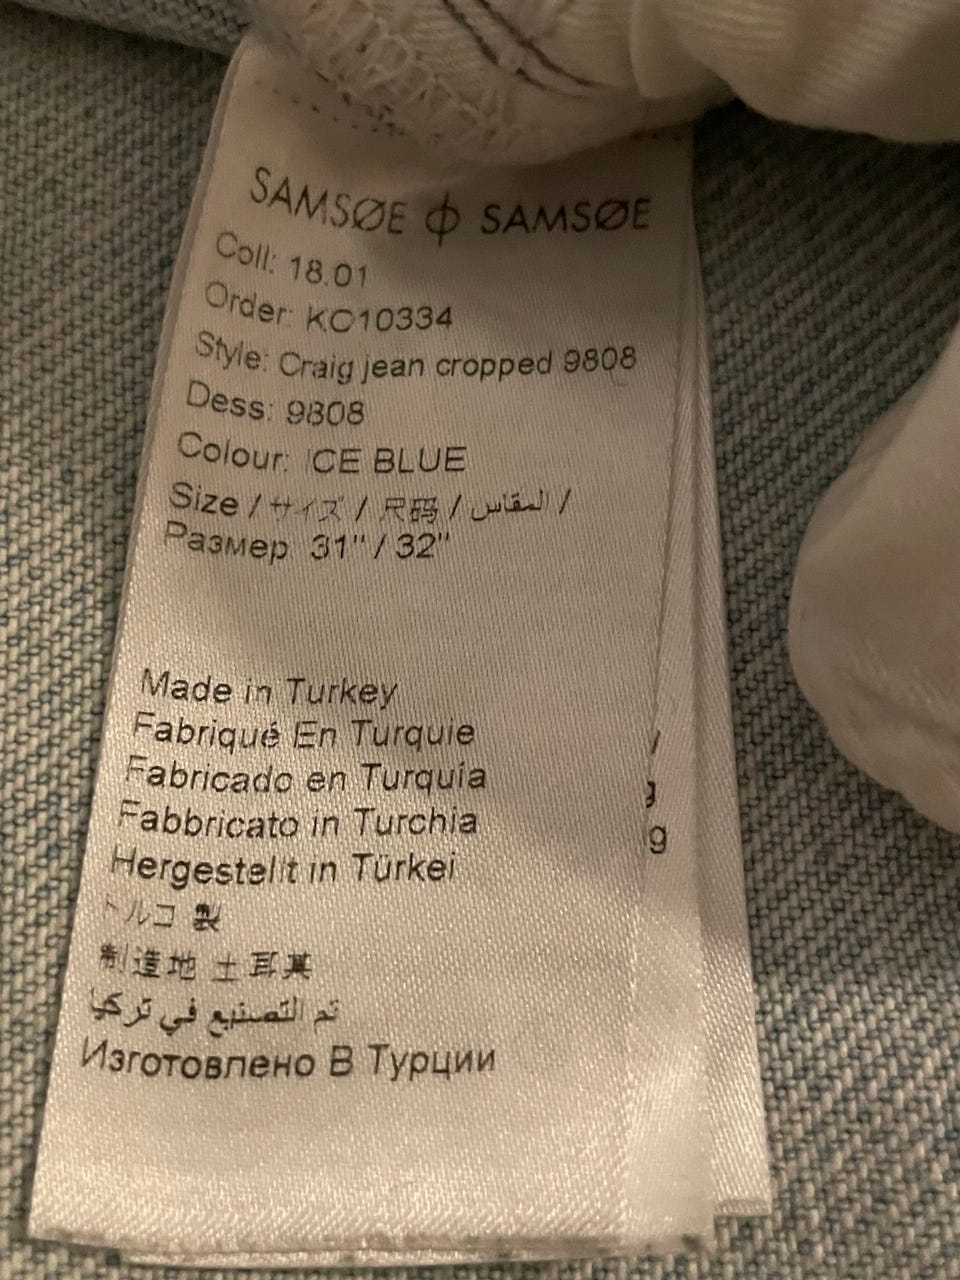 SAMSØE ф SAMSØE
Coll: 18.01
Order: KO10334
Style: Craig jean cropped 9808
Dess: 9808
Colour: ICE BLUE
Size / サイズ / 尺码 / المقاس /
Размер 31" / 32"
Made in Turkey
Fabriqué En Turquie
Fabricado en Turquía
Fabbricato in Turchia
Hergestellt in Türkei
トルコ 製
制造地 土耳其
تم التصنيع في تركيا
Изготовлено В Турции